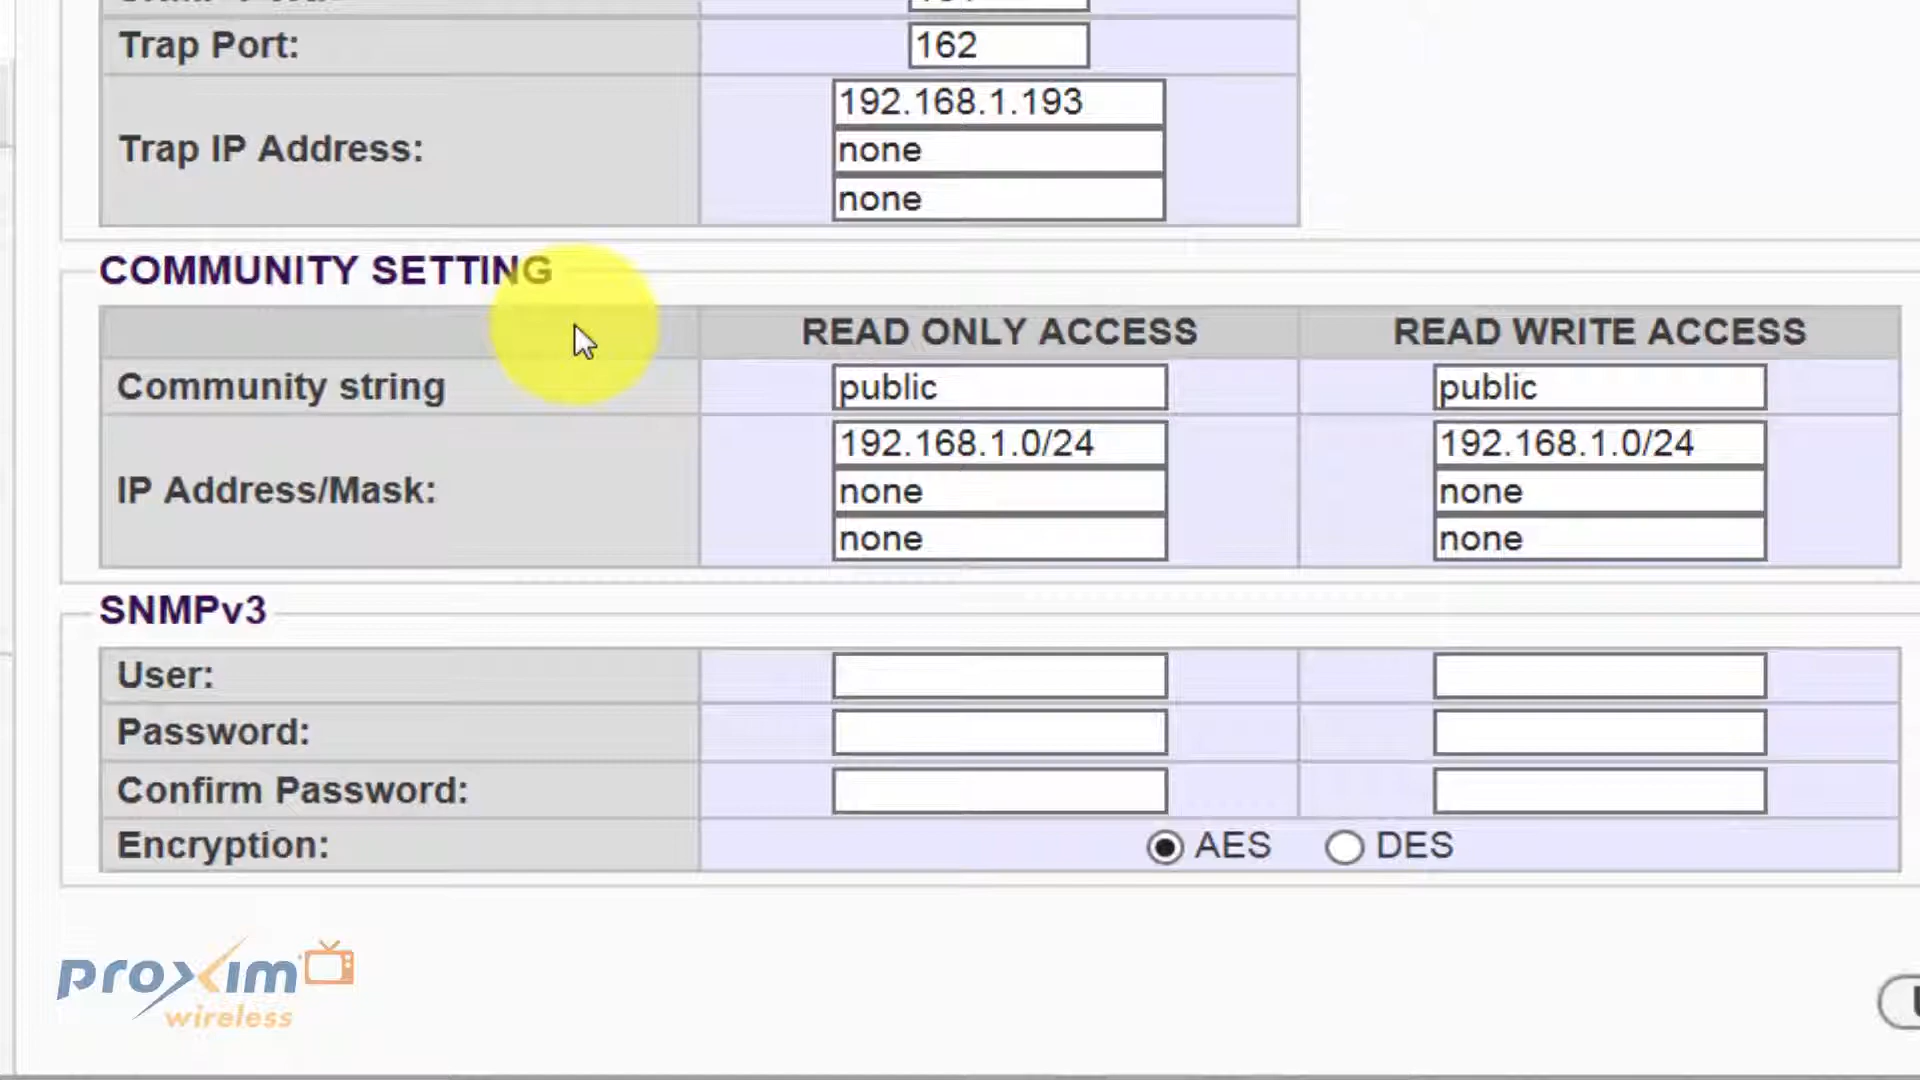 Trap Port:
162
Trap IP Address:
192.168.1.193
none
none
COMMUNITY SETTING
READ ONLY ACCESS
READ WRITE ACCESS
Community string
public
public
IP Address/Mask:
192.168.1.0/24
192.168.1.0/24
none
none
none
none
SNMPv3
User:
Password:
Confirm Password:
Encryption:
AES
DES
proxim
wireless